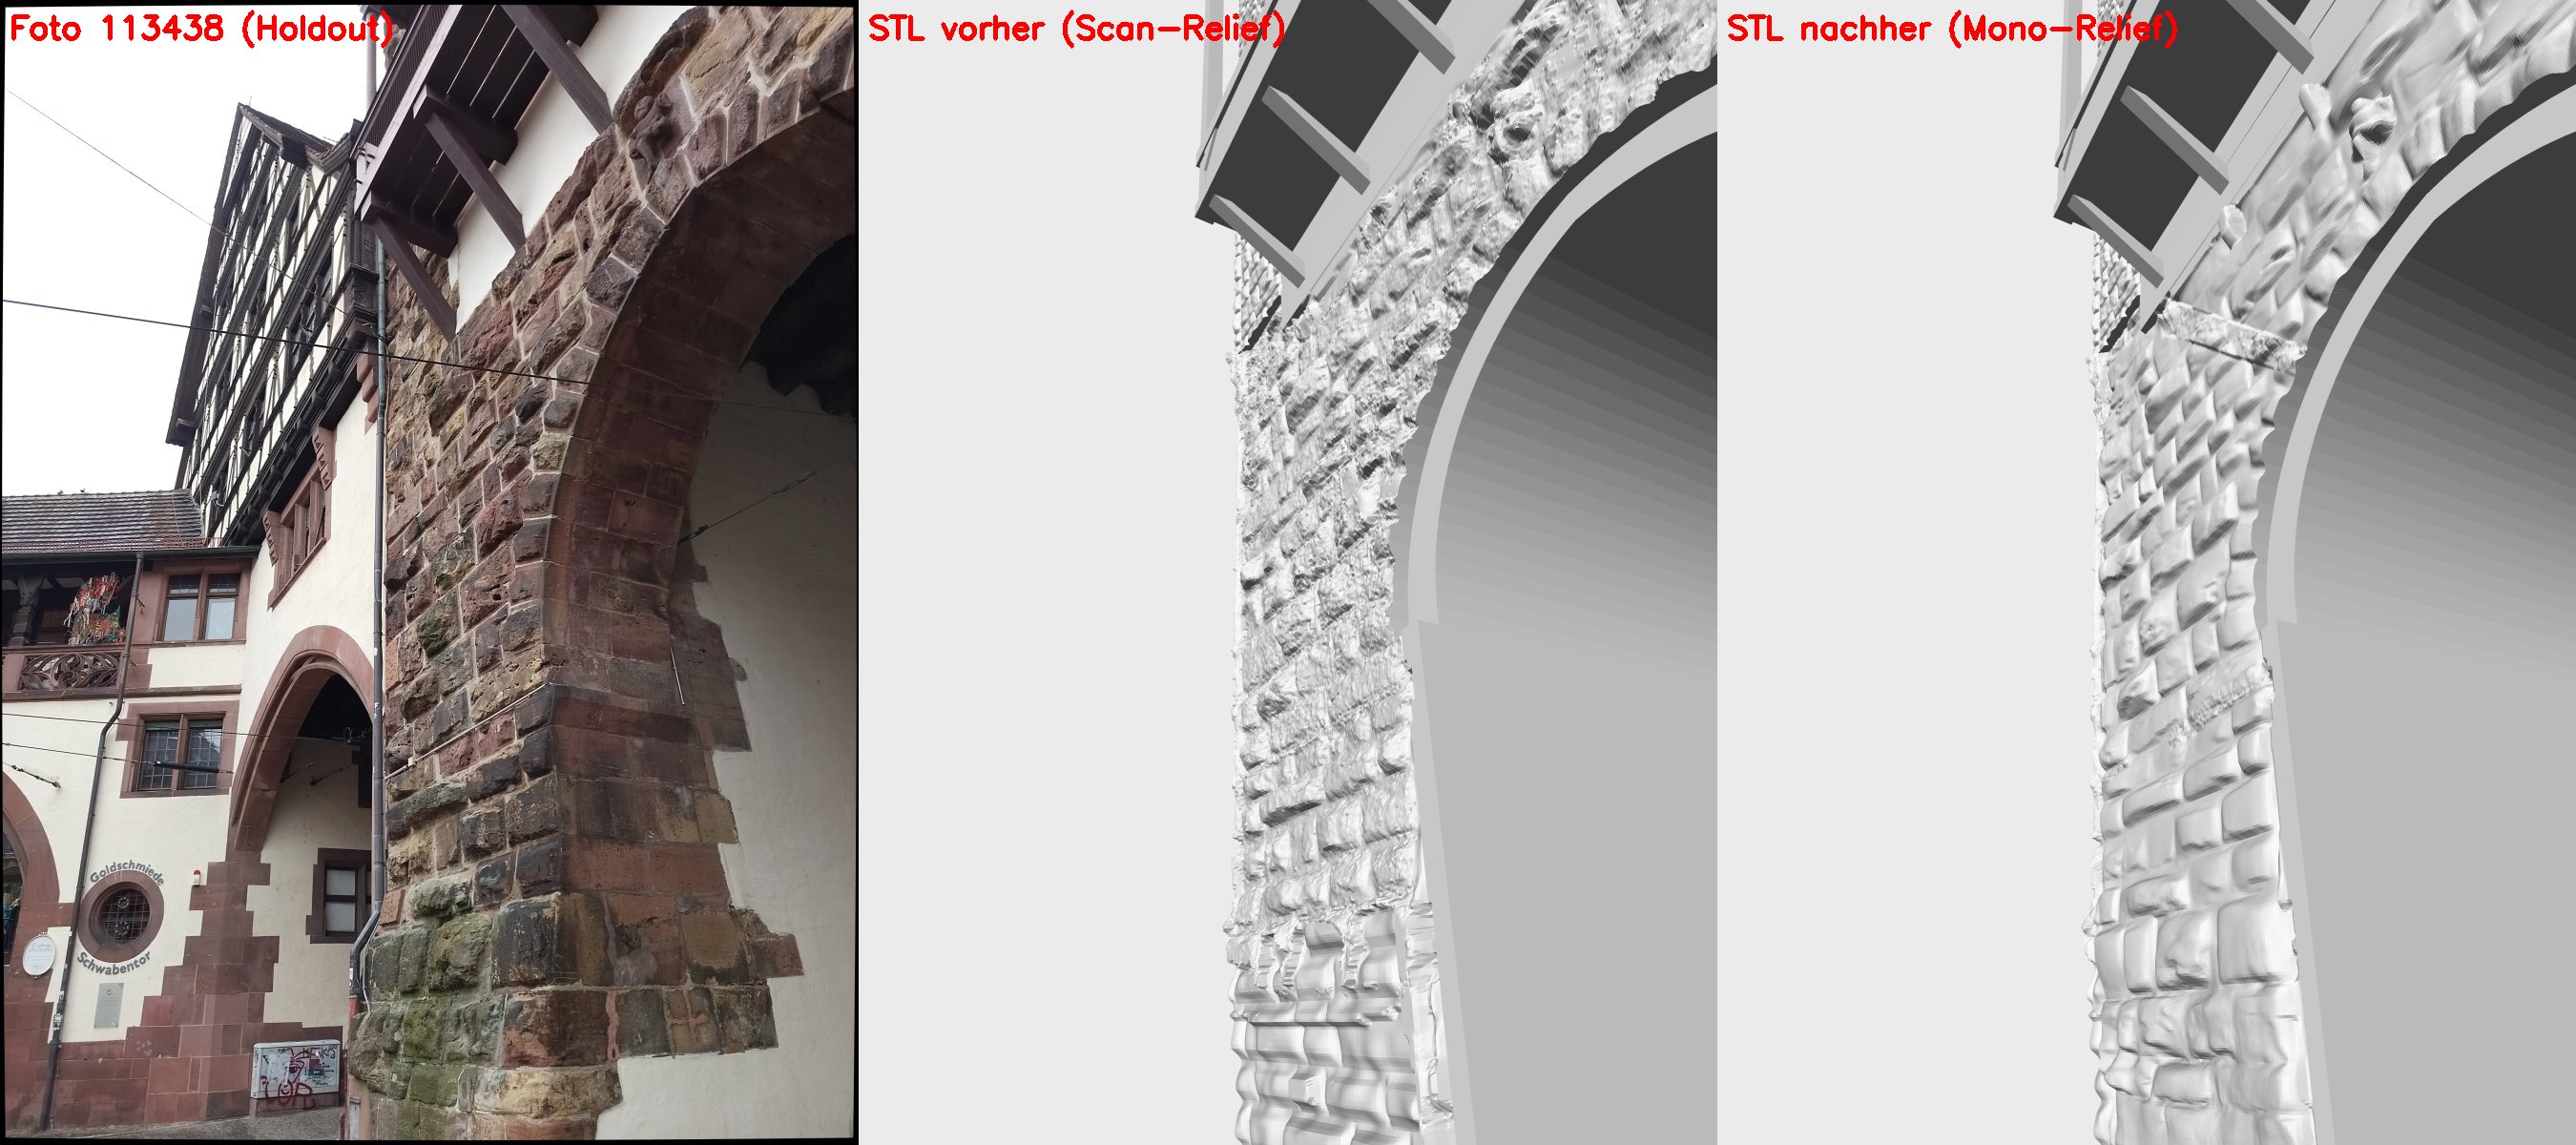 Foto 113438 (Holdout)
STL vorher (Scan-Relief)
STL nachher (Mono-Relief)
Goldschmiede
Schwabentor